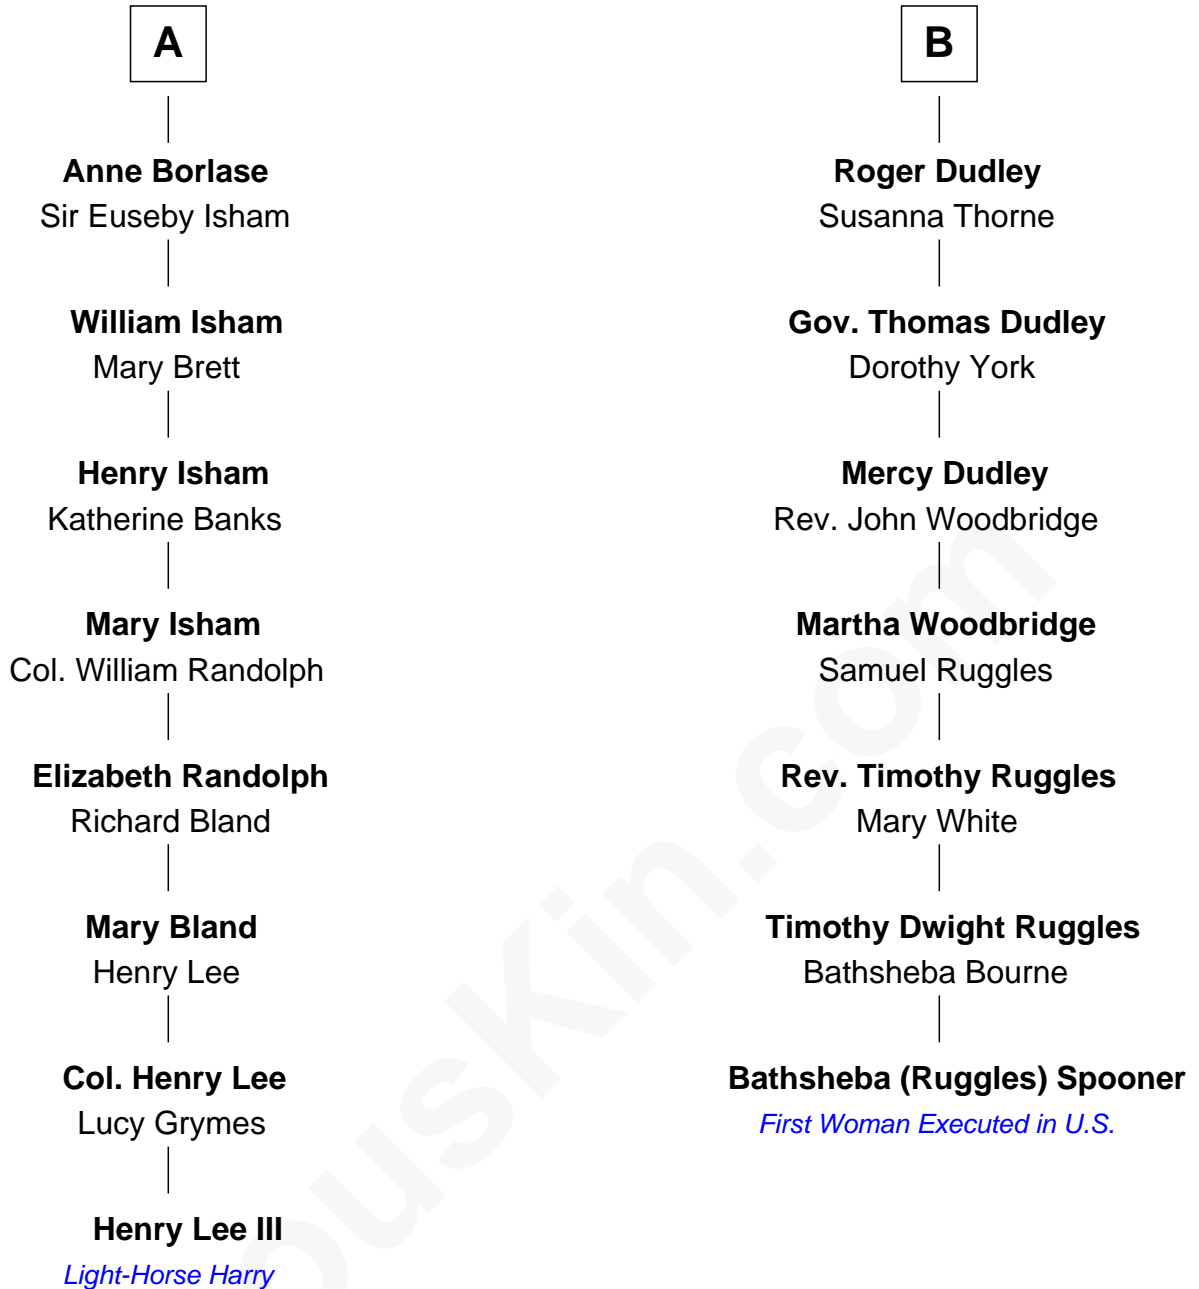 A
Anne Borlase
Sir Euseby Isham
William Isham
Mary Brett
Henry Isham
Katherine Banks
Mary Isham
Col. William Randolph
Elizabeth Randolph
Richard Bland
Mary Bland
Henry Lee
Col. Henry Lee
Lucy Grymes
Henry Lee III
Light-Horse Harry
B
Roger Dudley
Susanna Thorne
Gov. Thomas Dudley
Dorothy York
Mercy Dudley
Rev. John Woodbridge
Martha Woodbridge
Samuel Ruggles
Rev. Timothy Ruggles
Mary White
Timothy Dwight Ruggles
Bathsheba Bourne
Bathsheba (Ruggles) Spooner
First Woman Executed in U.S.
ousKin.com